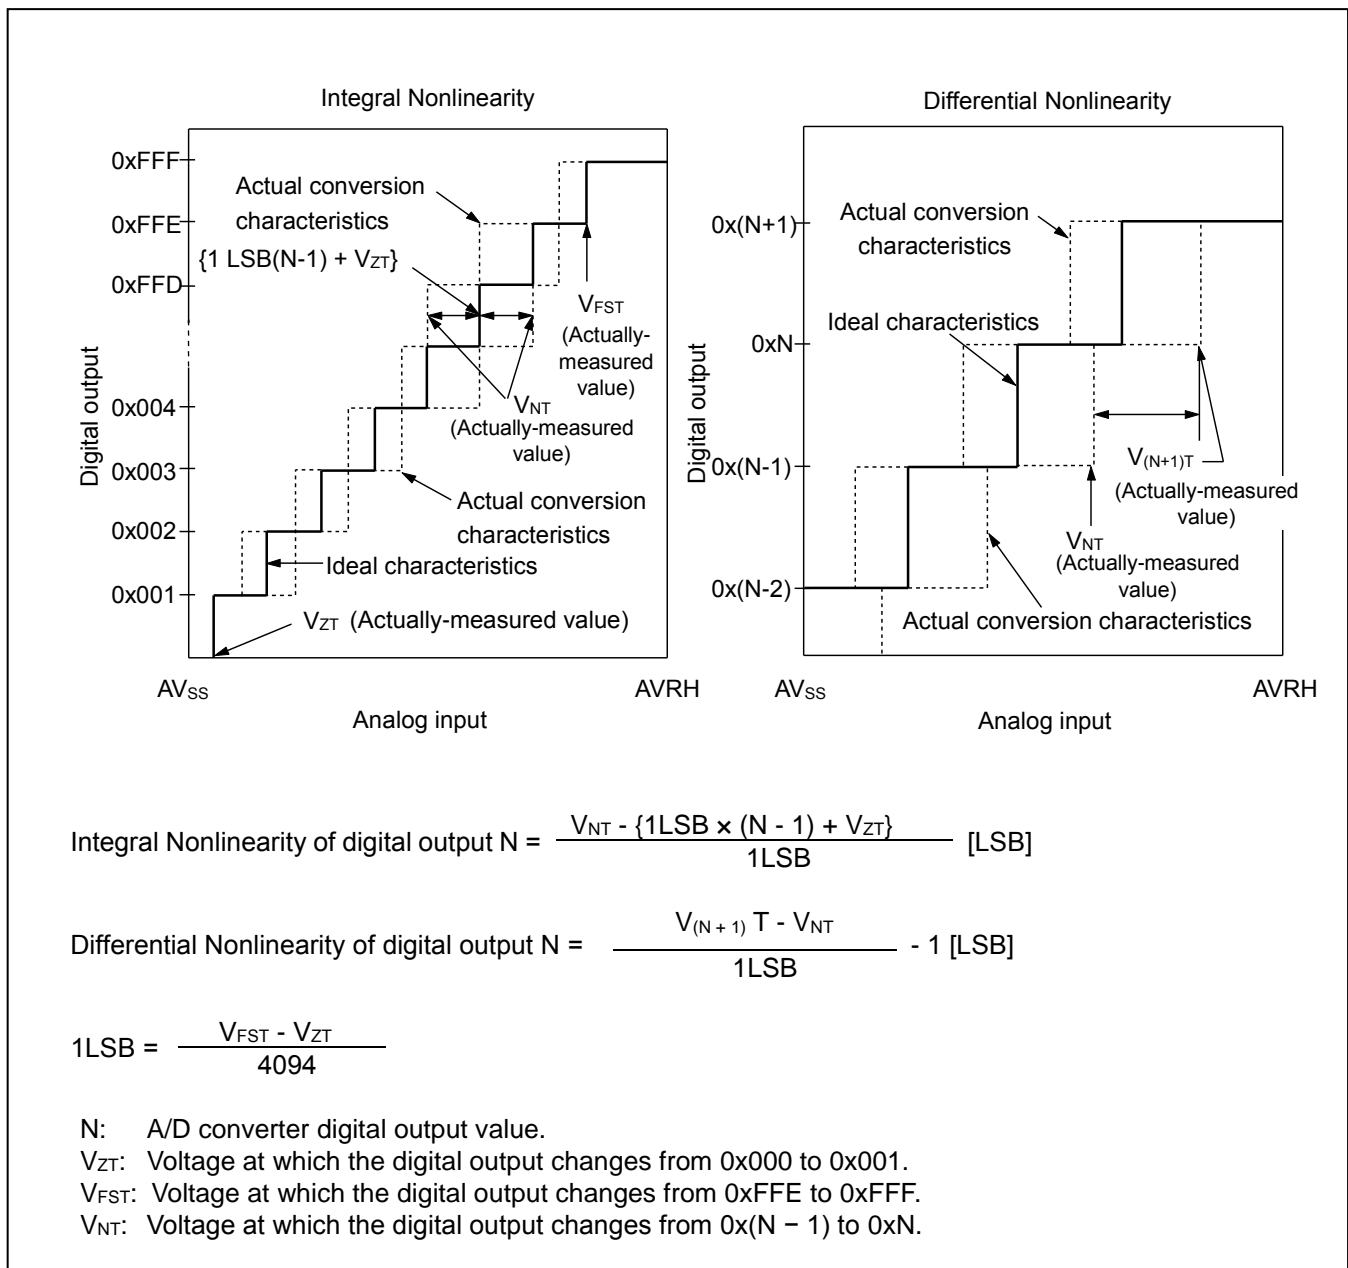 Integral Nonlinearity
0xFFF
0xFFE
0xFFD
0x004
0x003
0x002
0x001
Digital output
Actual conversion
characteristics
{1 LSB(N-1) + VZT}
VFST
(Actually-
measured
value)
VNT
(Actually-measured
value)
Actual conversion
characteristics
Ideal characteristics
VZT (Actually-measured value)
AVSS
AVRH
Analog input
Differential Nonlinearity
0x(N+1)
0xN
0x(N-1)
0x(N-2)
Digital output
Actual conversion
characteristics
Ideal characteristics
V(N+1)T
(Actually-measured
value)
VNT
(Actually-measured
value)
Actual conversion characteristics
AVSS
AVRH
Analog input
Integral Nonlinearity of digital output N = VNT - {1LSB × (N - 1) + VZT} / 1LSB [LSB]
Differential Nonlinearity of digital output N = V(N + 1) T - VNT / 1LSB - 1 [LSB]
1LSB = VFST - VZT / 4094
N: A/D converter digital output value.
VZT: Voltage at which the digital output changes from 0x000 to 0x001.
VFST: Voltage at which the digital output changes from 0xFFE to 0xFFF.
VNT: Voltage at which the digital output changes from 0x(N − 1) to 0xN.